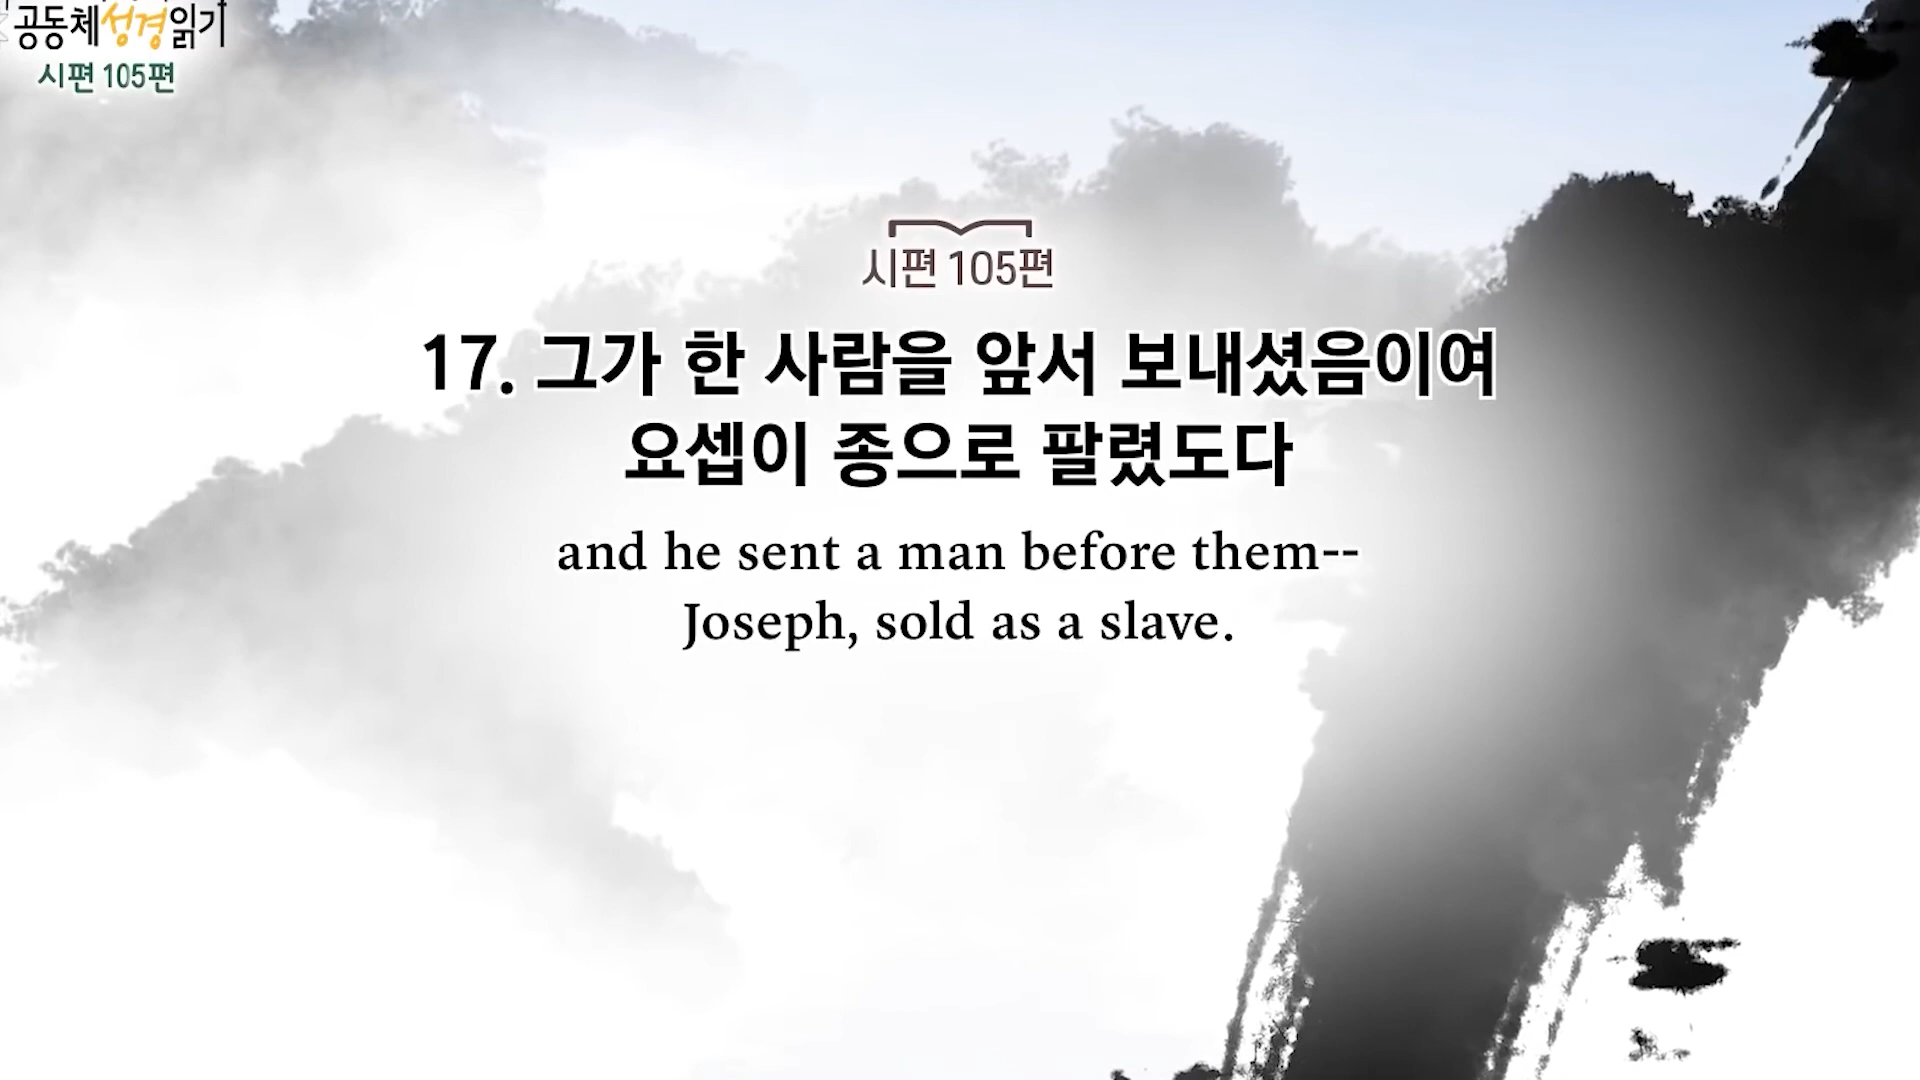 공동체성경읽기
시편 105편
시편 105편
17. 그가 한 사람을 앞서 보내셨음이여
요셉이 종으로 팔렸도다
and he sent a man before them--
Joseph, sold as a slave.